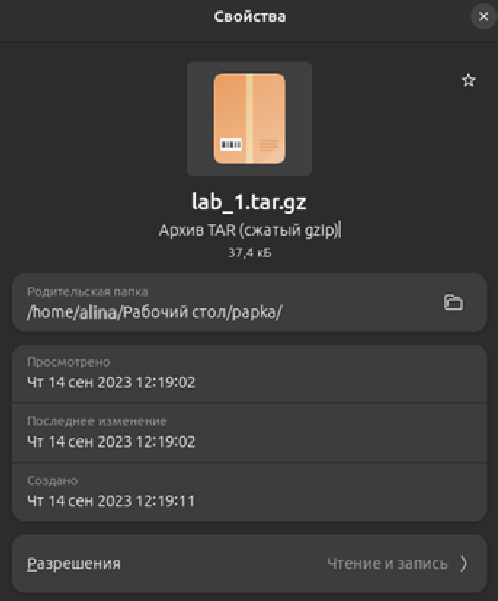 Свойства
lab_1.tar.gz
Архив TAR (сжатый gzip)
37,4 кБ
Родительская папка
/home/alina/Рабочий стол/papka/
Просмотрено
Чт 14 сен 2023 12:19:02
Последнее изменение
Чт 14 сен 2023 12:19:02
Создано
Чт 14 сен 2023 12:19:11
Разрешения Чтение и запись